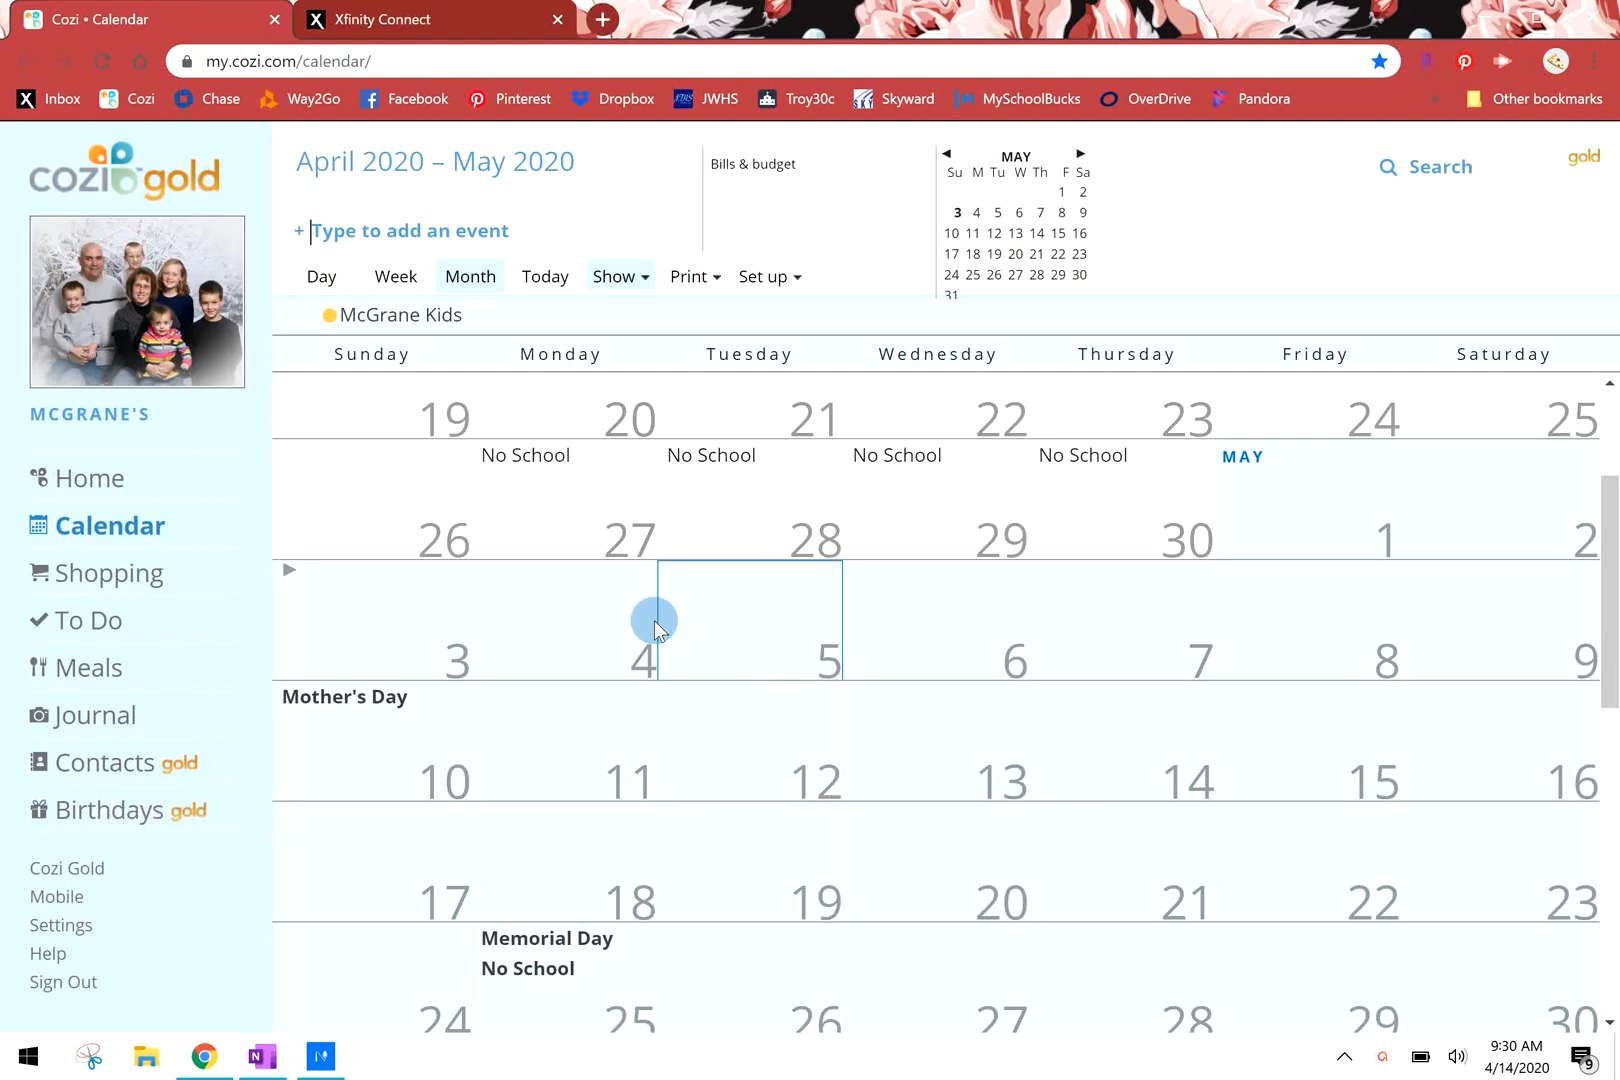 Cozi • Calendar
Xfinity Connect
my.cozi.com/calendar/
Inbox Cozi Chase Way2Go Facebook Pinterest Dropbox JWHS Troy30c Skyward MySchoolBucks OverDrive Pandora Other bookmarks
cozi gold
MCGRANE'S
Home
Calendar
Shopping
To Do
Meals
Journal
Contacts gold
Birthdays gold
Cozi Gold
Mobile
Settings
Help
Sign Out
April 2020 – May 2020
+ Type to add an event
Bills & budget
MAY
Su M Tu W Th F Sa
1 2
3 4 5 6 7 8 9
10 11 12 13 14 15 16
17 18 19 20 21 22 23
24 25 26 27 28 29 30
31
Search
gold
Day Week Month Today Show Print Set up
McGrane Kids
Sunday Monday Tuesday Wednesday Thursday Friday Saturday
19 20 21 22 23 24 25
No School No School No School No School MAY
26 27 28 29 30 1 2
3 4 5 6 7 8 9
Mother's Day
10 11 12 13 14 15 16
17 18 19 20 21 22 23
Memorial Day
No School
24 25 26 27 28 29 30
9:30 AM
4/14/2020
9